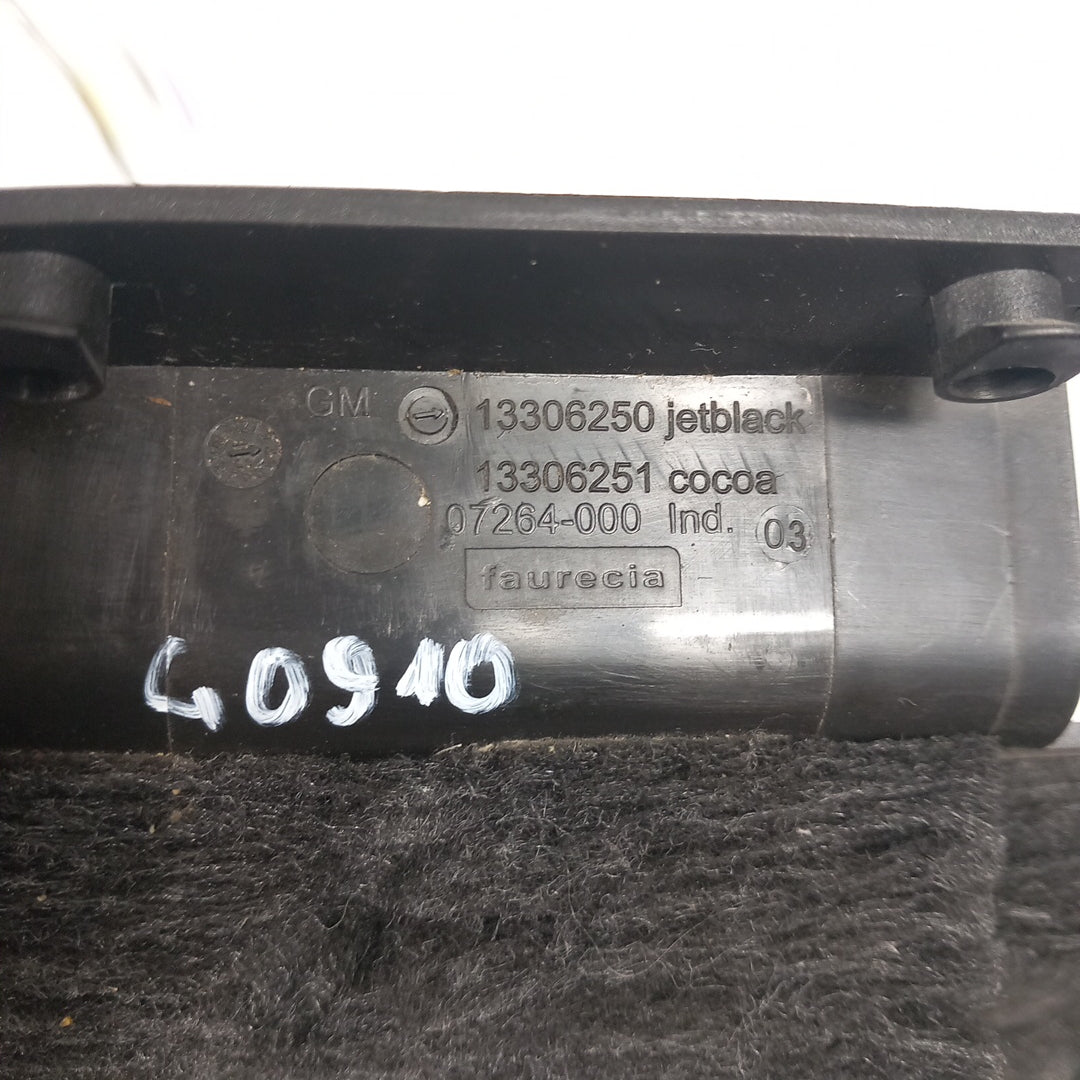 GM 13306250 jetblack
13306251 cocoa
07264-000 Ind. 03
faurecia
40910